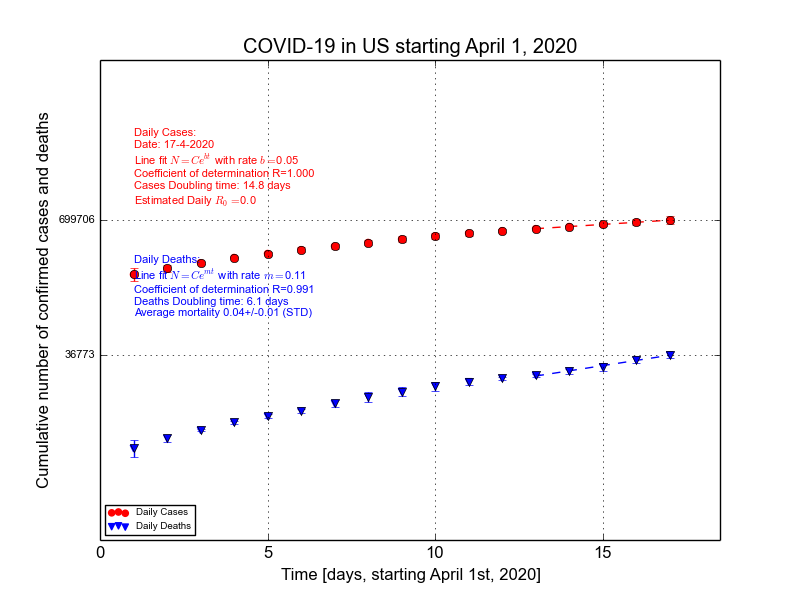 COVID-19 in US starting April 1, 2020
Cumulative number of confirmed cases and deaths
Daily Cases:
Date: 17-4-2020
Line fit N = Ce^{bt} with rate b =0.05
Coefficient of determination R=1.000
Cases Doubling time: 14.8 days
Estimated Daily R_0 =0.0
699706
Daily Deaths:
Line fit N = Ce^{mt} with rate m =0.11
Coefficient of determination R=0.991
Deaths Doubling time: 6.1 days
Average mortality 0.04+/-0.01 (STD)
36773
Daily Cases
Daily Deaths
0 5 10 15
Time [days, starting April 1st, 2020]